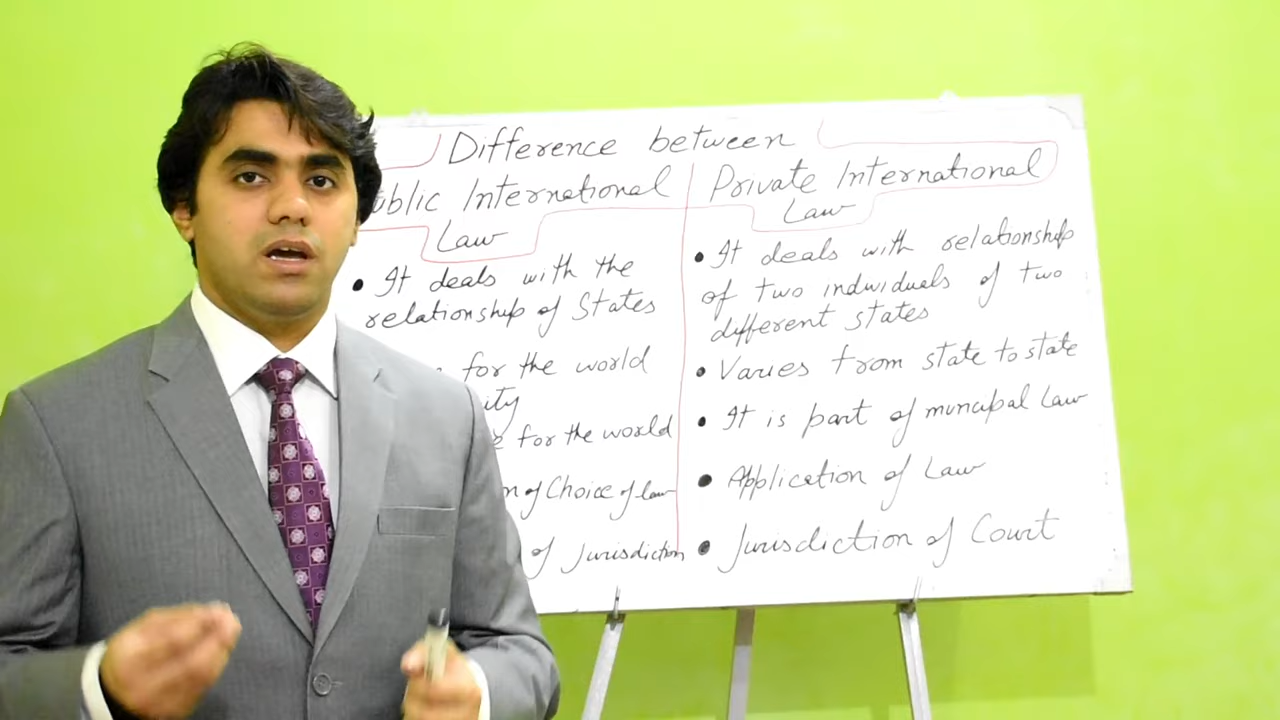 Difference between
ublic International
Law
• It deals with the
relationship of States
for the world
ity
for the world
of Choice of law
of Jurisdiction
Private International
Law
• It deals with relationship
of two individuals of two
different states
• Varies from state to state
• It is part of muncipal Law
• Application of Law
• Jurisdiction of Court